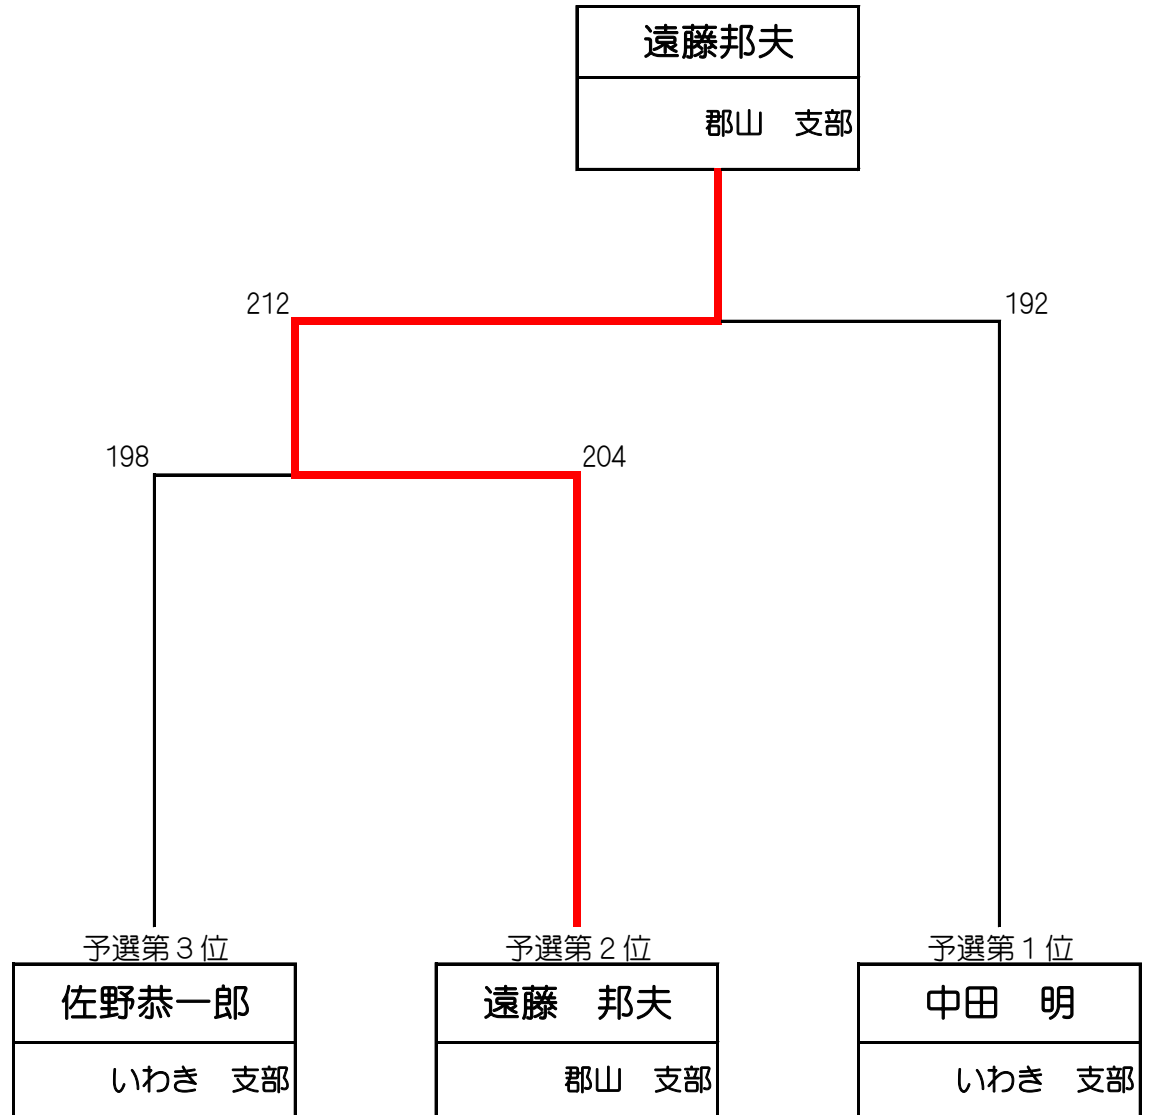 遠藤邦夫
郡山　支部
212
192
198
204
予選第３位
予選第２位
予選第１位
佐野恭一郎
遠藤　邦夫
中田　明
いわき　支部
郡山　支部
いわき　支部